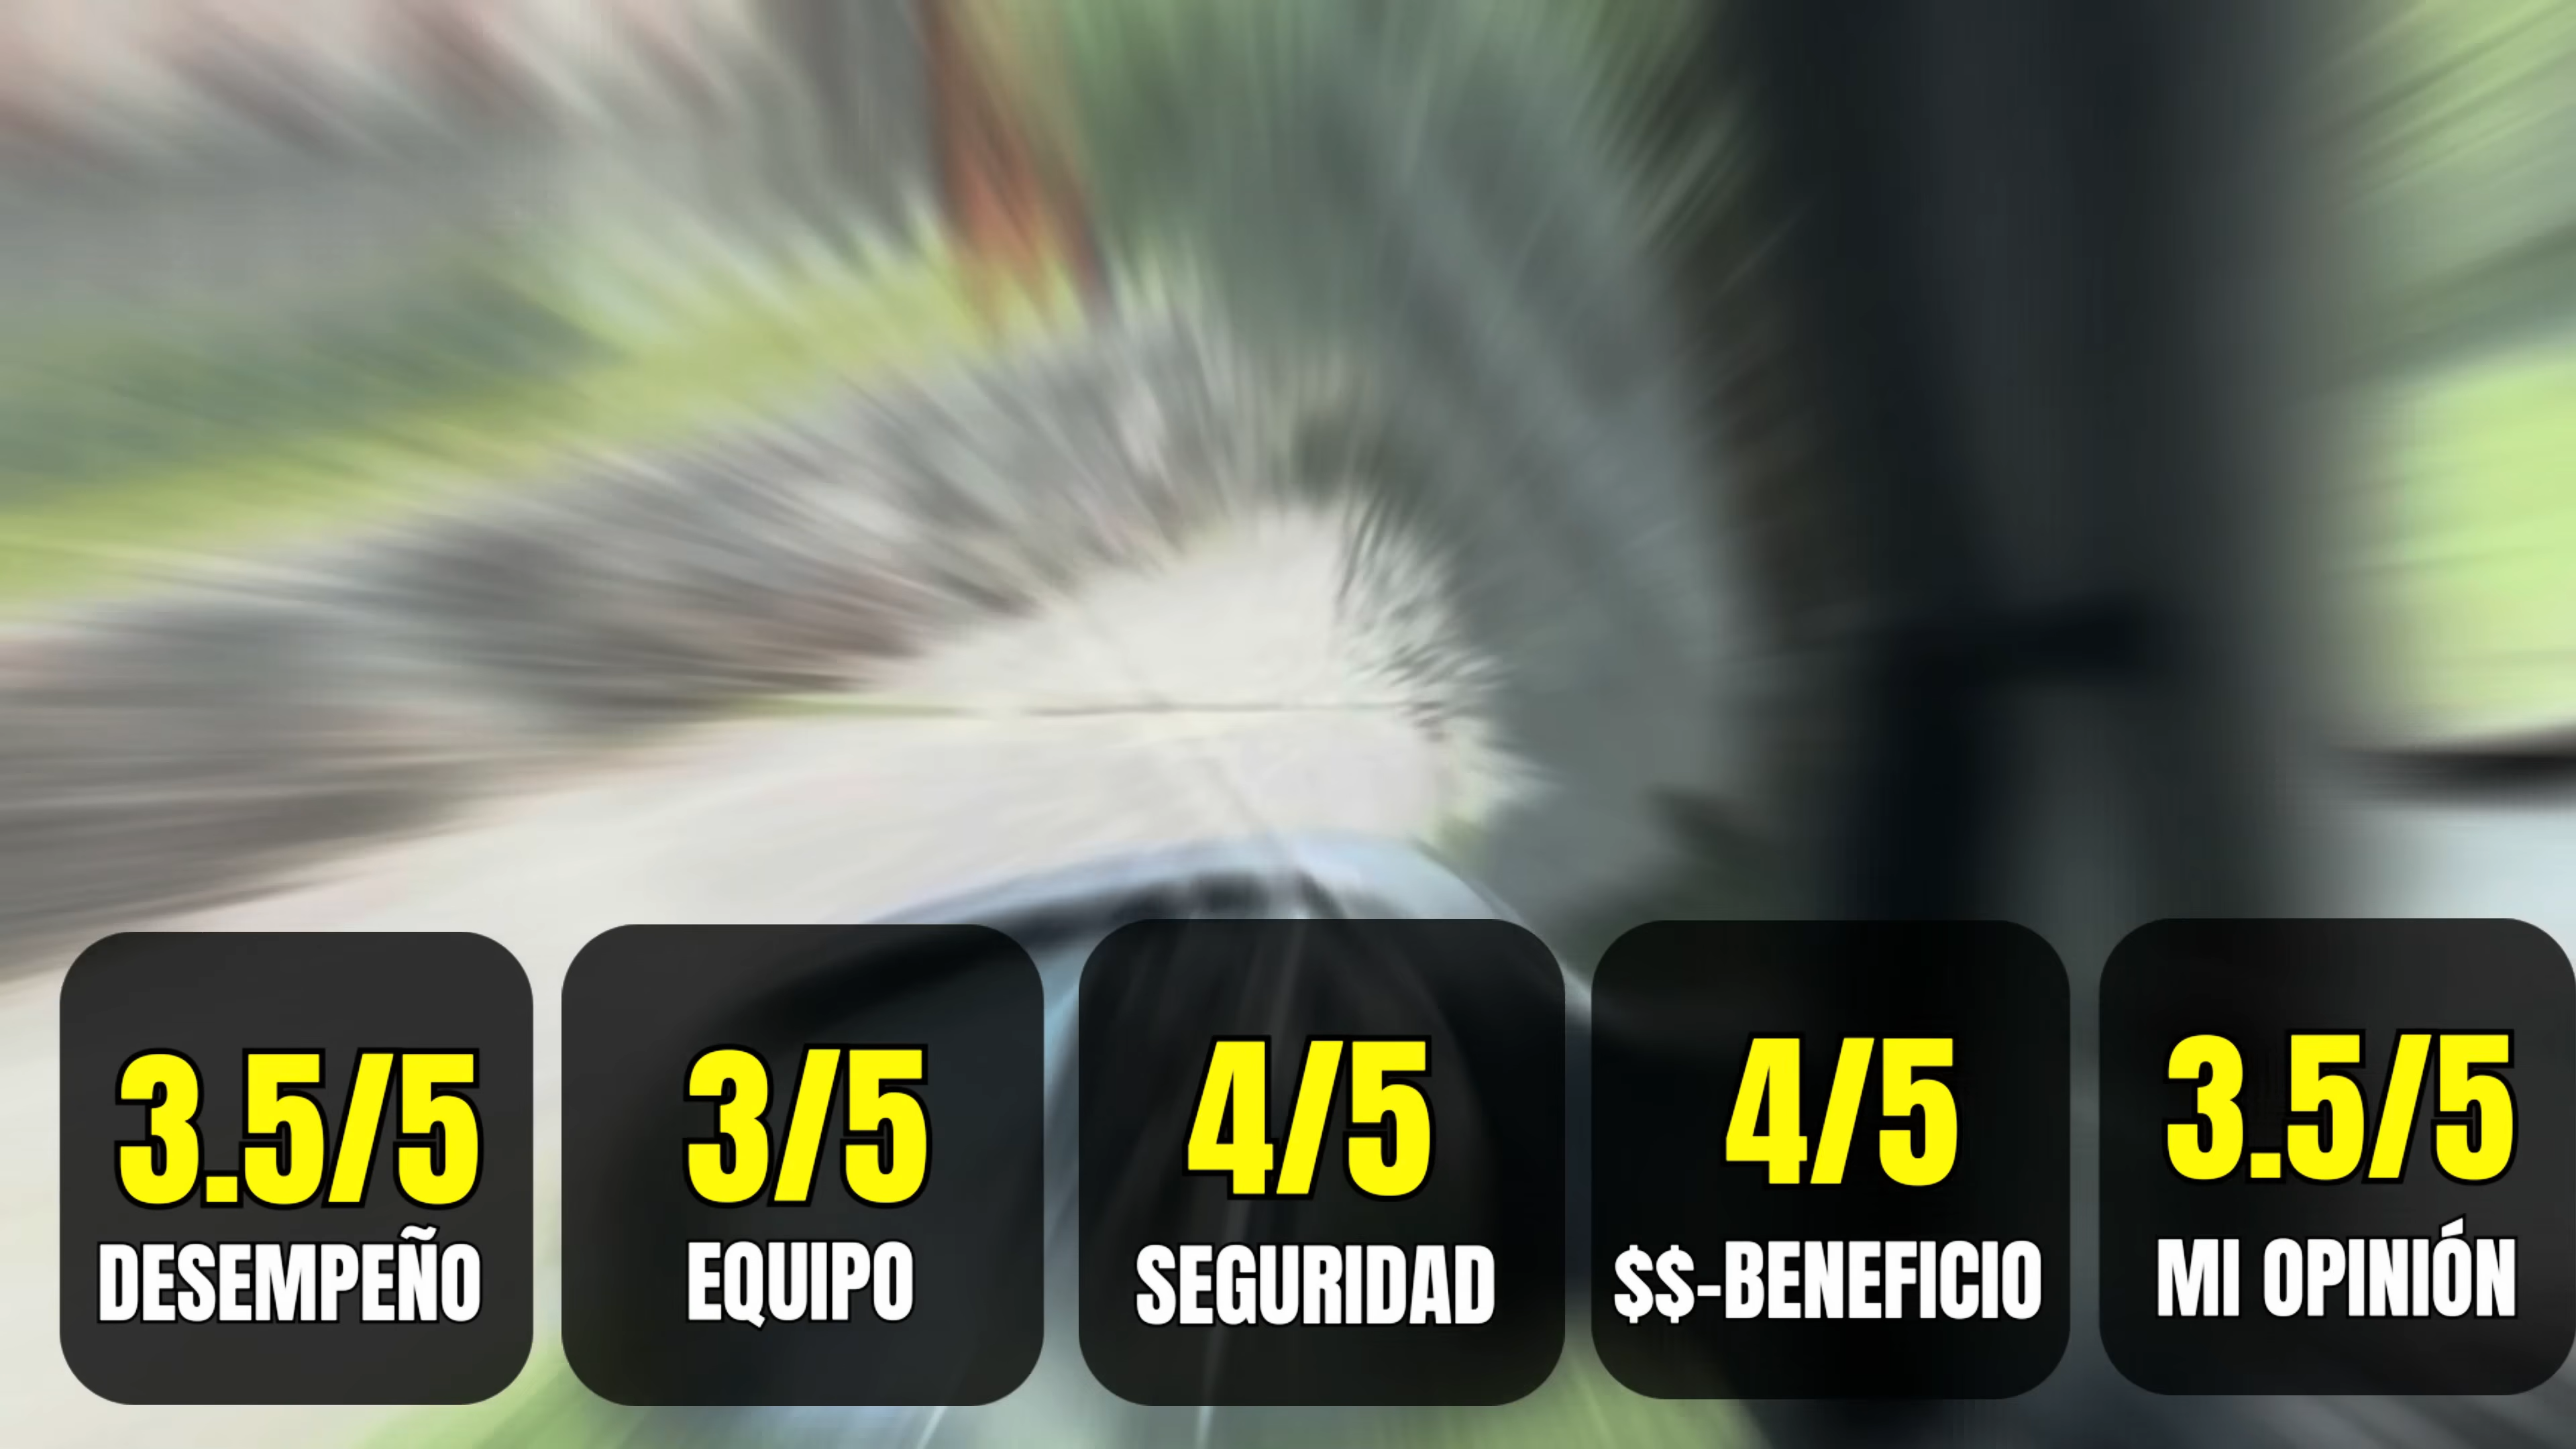 3.5/5
DESEMPEÑO
3/5
EQUIPO
4/5
SEGURIDAD
4/5
$$-BENEFICIO
3.5/5
MI OPINIÓN